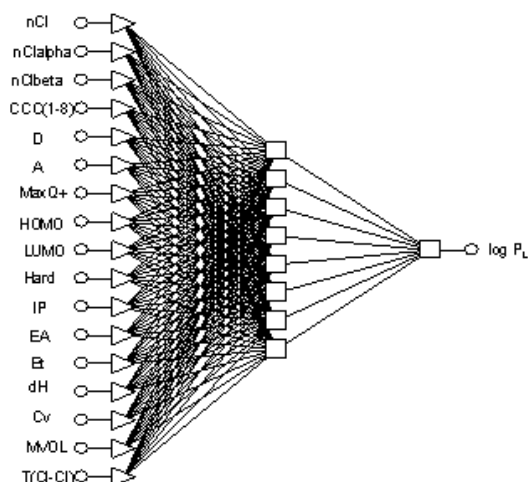 nCl
nClalpha
nClbeta
CCC(1-8)
D
A
MaxQ+
HOMO
LUMO
Hard
IP
EA
Et
dH
Cv
MVOL
T(Cl-Cl)
log PL